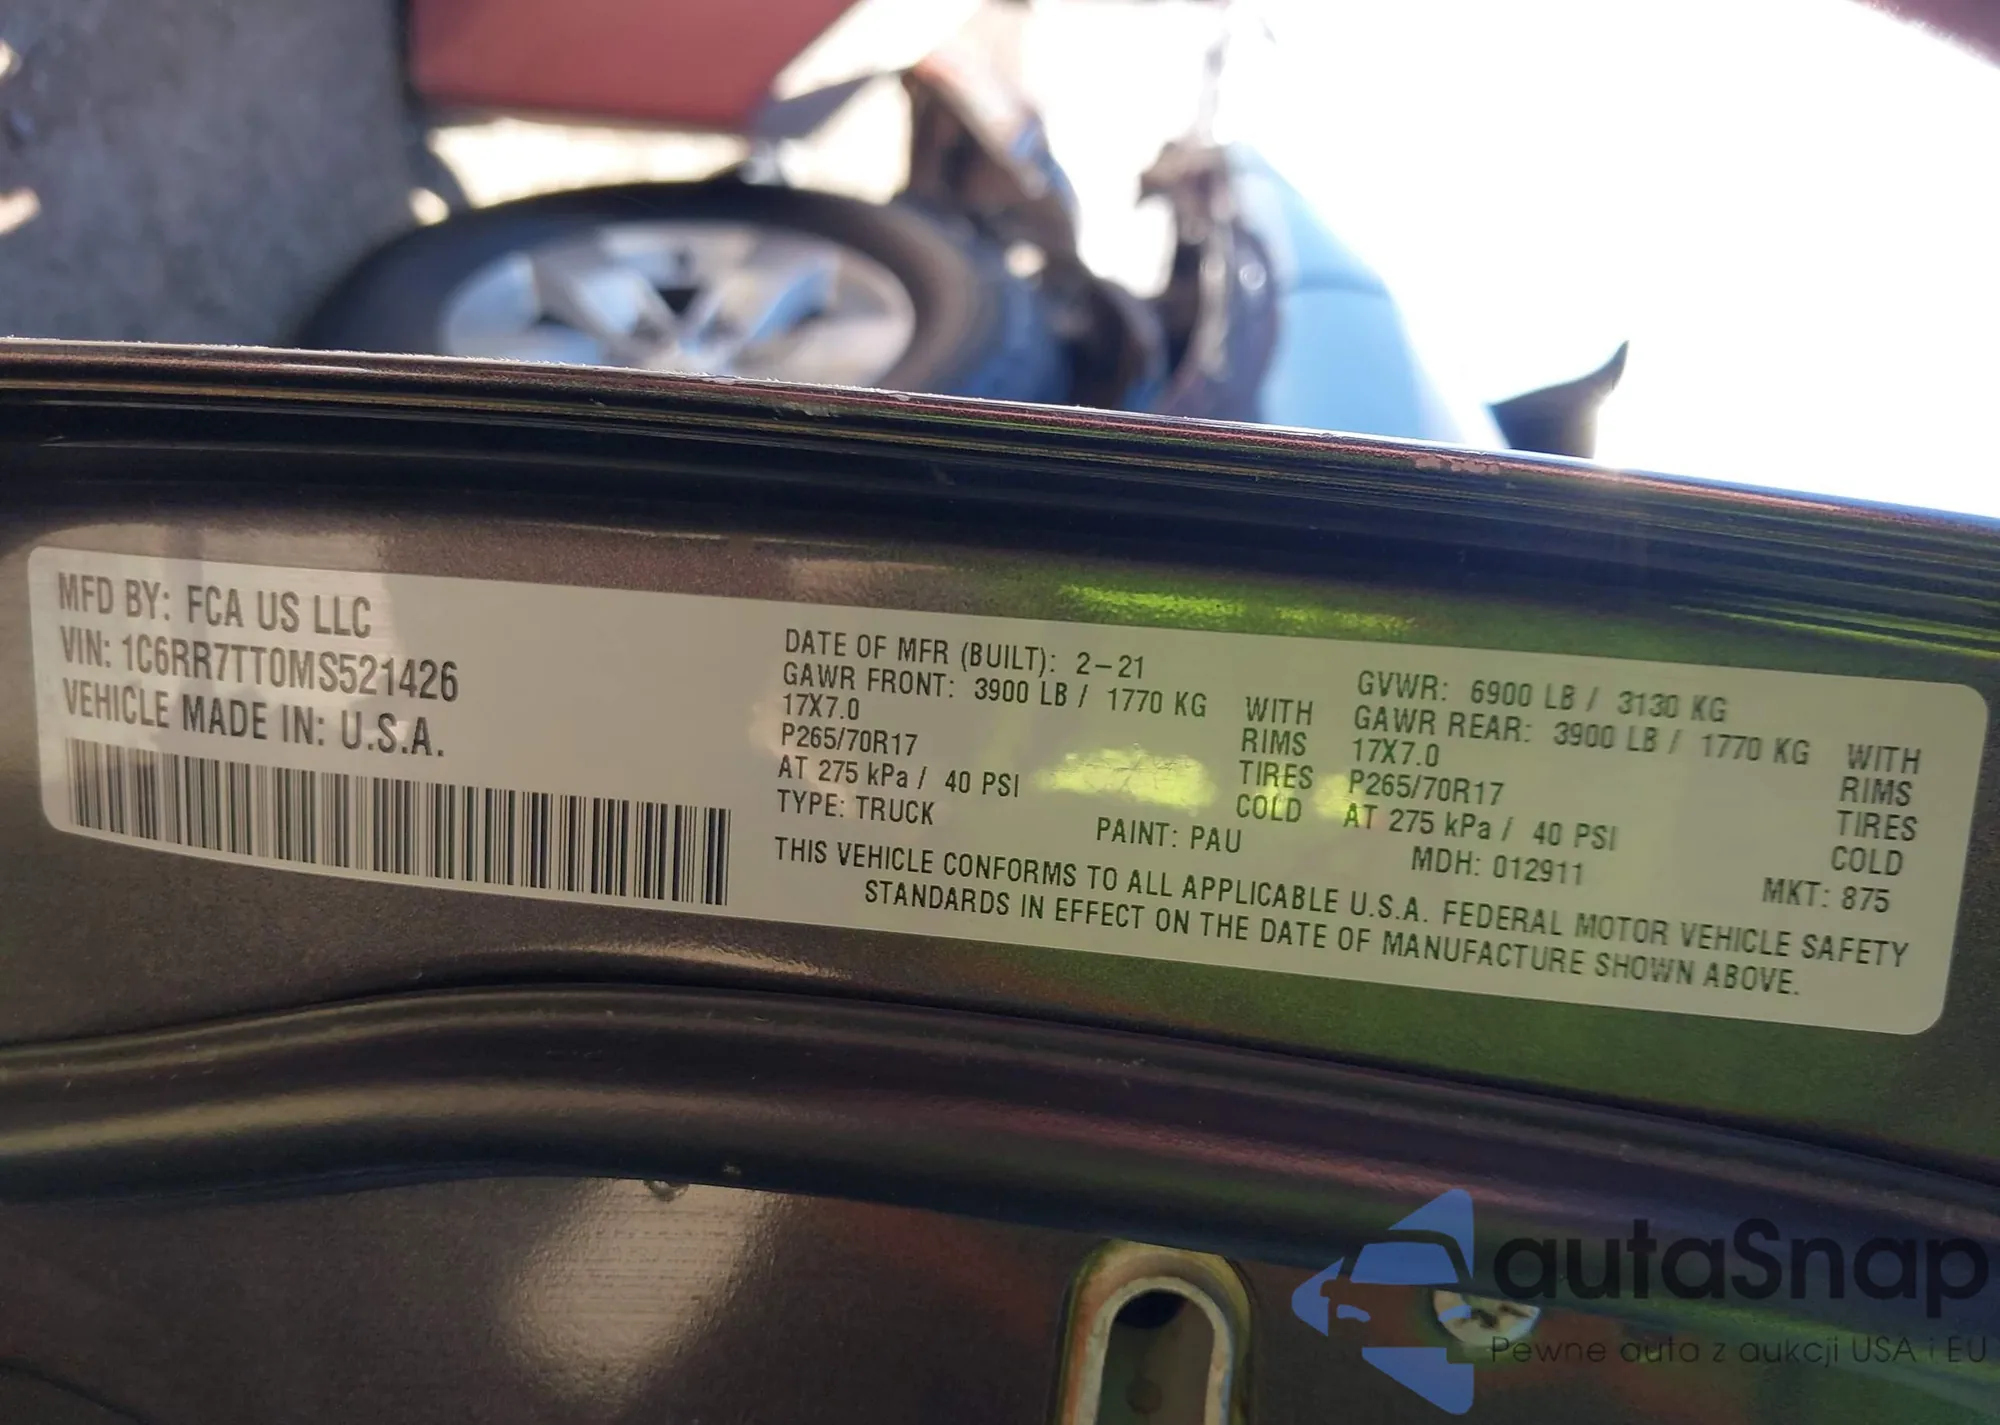 MFD BY: FCA US LLC
VIN: 1C6RR7TT0MS521426
VEHICLE MADE IN: U.S.A.
DATE OF MFR (BUILT): 2-21
GAWR FRONT: 3900 LB / 1770 KG WITH
17X7.0 RIMS
P265/70R17 TIRES
AT 275 kPa / 40 PSI COLD
TYPE: TRUCK
GVWR: 6900 LB / 3130 KG
GAWR REAR: 3900 LB / 1770 KG WITH
17X7.0 RIMS
P265/70R17 TIRES
AT 275 kPa / 40 PSI COLD
PAINT: PAU MDH: 012911 MKT: 875
THIS VEHICLE CONFORMS TO ALL APPLICABLE U.S.A. FEDERAL MOTOR VEHICLE SAFETY
STANDARDS IN EFFECT ON THE DATE OF MANUFACTURE SHOWN ABOVE.
autaSnap
Pewne auta z aukcji USA i EU